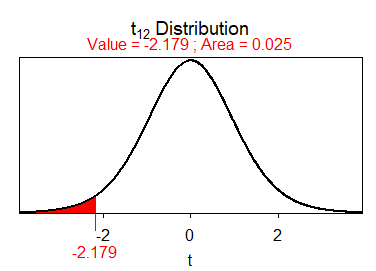 t12 Distribution
Value = -2.179 ; Area = 0.025
-2 0 2
-2.179
t